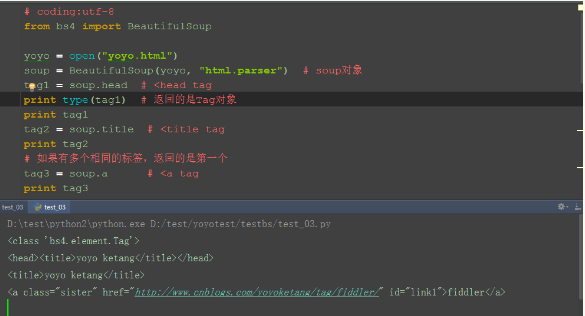 # coding:utf-8
from bs4 import BeautifulSoup
yoyo = open("yoyo.html")
soup = BeautifulSoup(yoyo, "html.parser")  # soup对象
tag1 = soup.head  # <head tag
print type(tag1)  # 返回的是Tag对象
print tag1
tag2 = soup.title  # <title tag
print tag2
# 如果有多个相同的标签，返回的是第一个
tag3 = soup.a      # <a tag
print tag3
test_03 test_03
D:\test\python2\python.exe D:/test/yoyotest/testbs/test_03.py
<class 'bs4.element.Tag'>
<head><title>yoyo ketang</title></head>
<title>yoyo ketang</title>
<a class="sister" href="http://www.cnblogs.com/yoyoketang/tag/fiddler/" id="link1">fiddler</a>